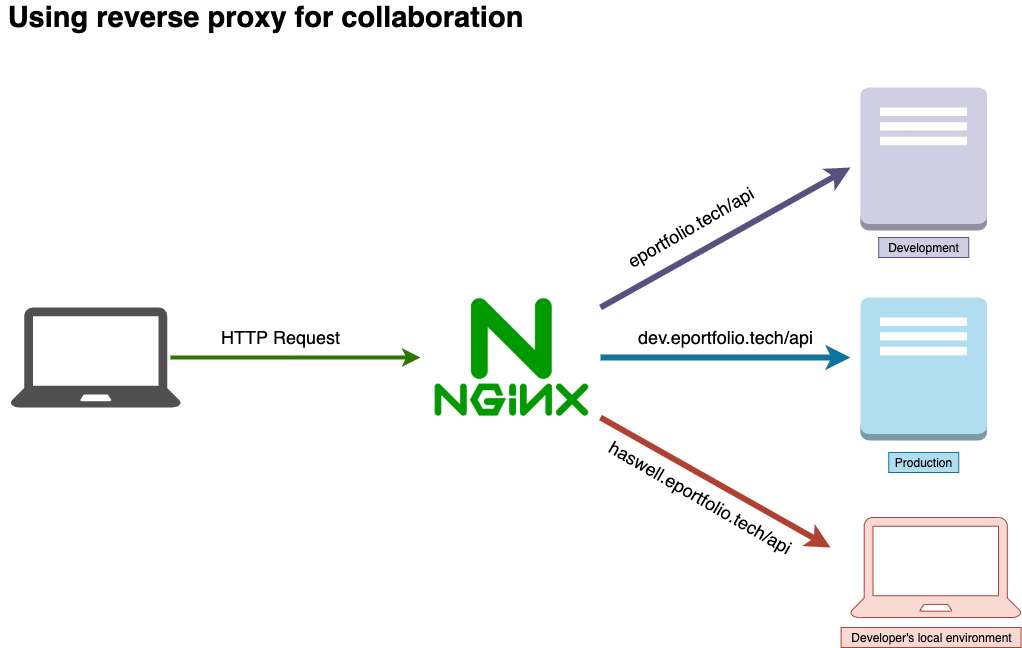 Using reverse proxy for collaboration
HTTP Request
NGiNX
eportfolio.tech/api
Development
dev.eportfolio.tech/api
Production
haswell.eportfolio.tech/api
Developer's local environment